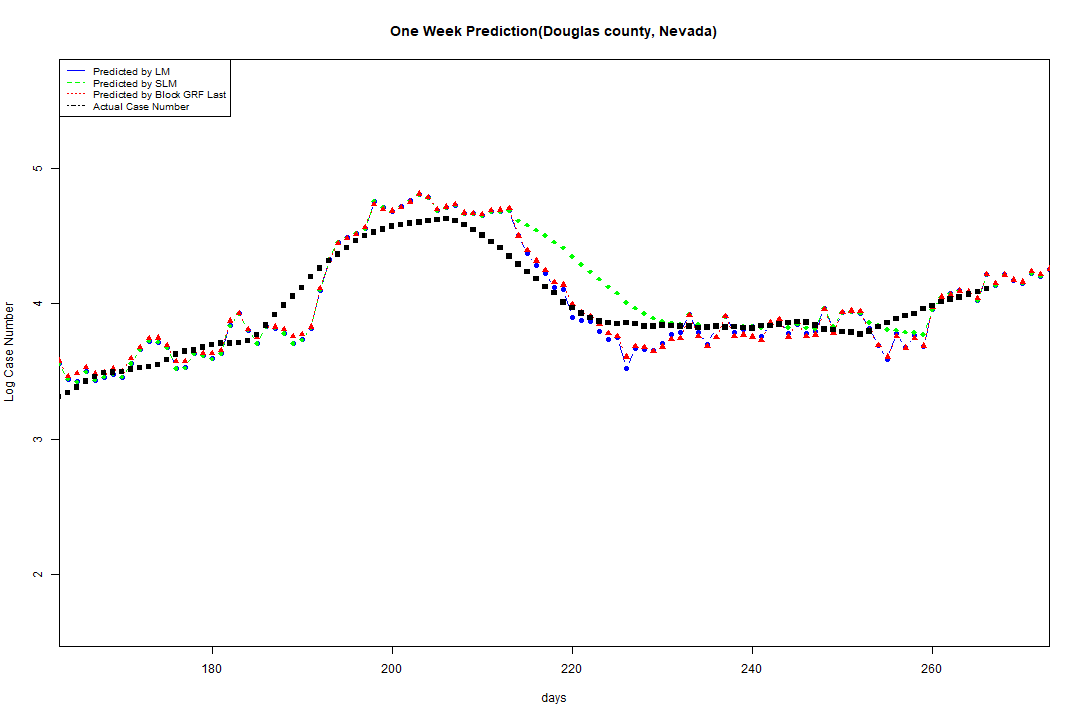 One Week Prediction(Douglas county, Nevada)
Predicted by LM
Predicted by SLM
Predicted by Block GRF Last
Actual Case Number
Log Case Number
5
4
3
2
180
200
220
240
260
days